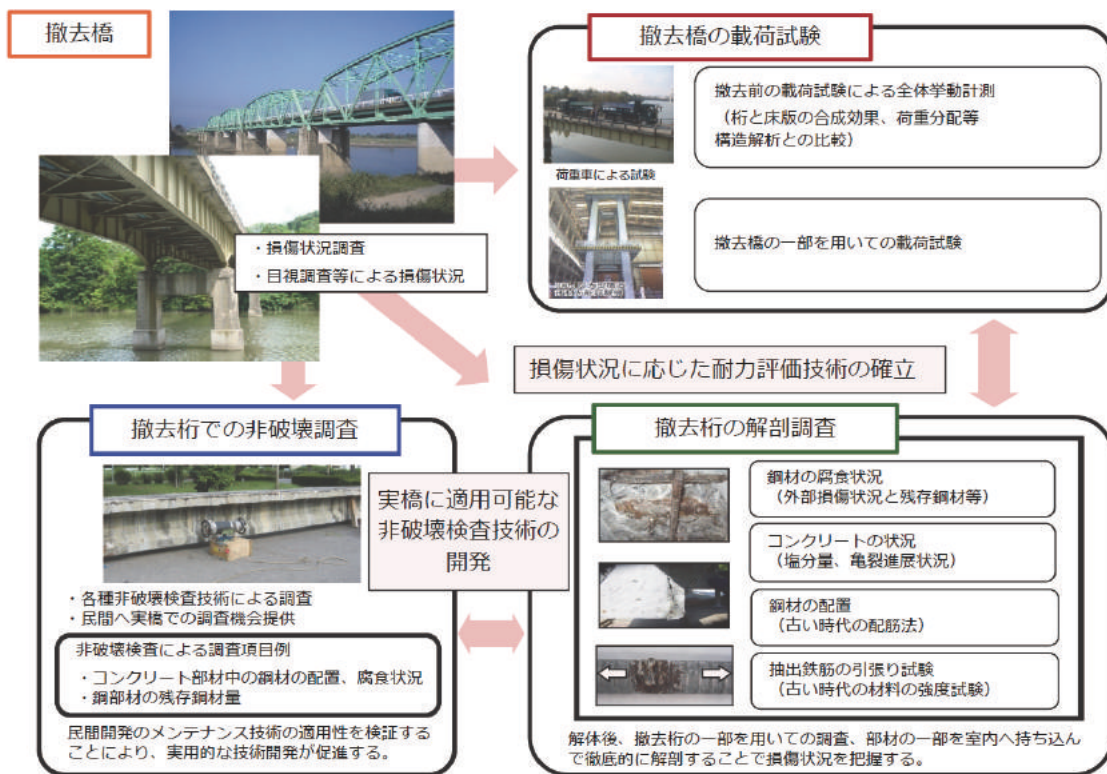 撤去橋
・損傷状況調査
・目視調査等による損傷状況
撤去橋の載荷試験
撤去前の載荷試験による全体挙動計測
（桁と床版の合成効果、荷重分配等
構造解析との比較）
荷重車による試験
撤去橋の一部を用いての載荷試験
損傷状況に応じた耐力評価技術の確立
撤去桁での非破壊調査
・各種非破壊検査技術による調査
・民間へ実橋での調査機会提供
非破壊検査による調査項目例
・コンクリート部材中の鋼材の配置、腐食状況
・鋼部材の残存鋼材量
民間開発のメンテナンス技術の適用性を検証する
ことにより、実用的な技術開発が促進する。
実橋に適用可能な
非破壊検査技術の
開発
撤去桁の解剖調査
鋼材の腐食状況
（外部損傷状況と残存鋼材等）
コンクリートの状況
（塩分量、亀裂進展状況）
鋼材の配置
（古い時代の配筋法）
抽出鉄筋の引張り試験
（古い時代の材料の強度試験）
解体後、撤去桁の一部を用いての調査、部材の一部を室内へ持ち込ん
で徹底的に解剖することで損傷状況を把握する。